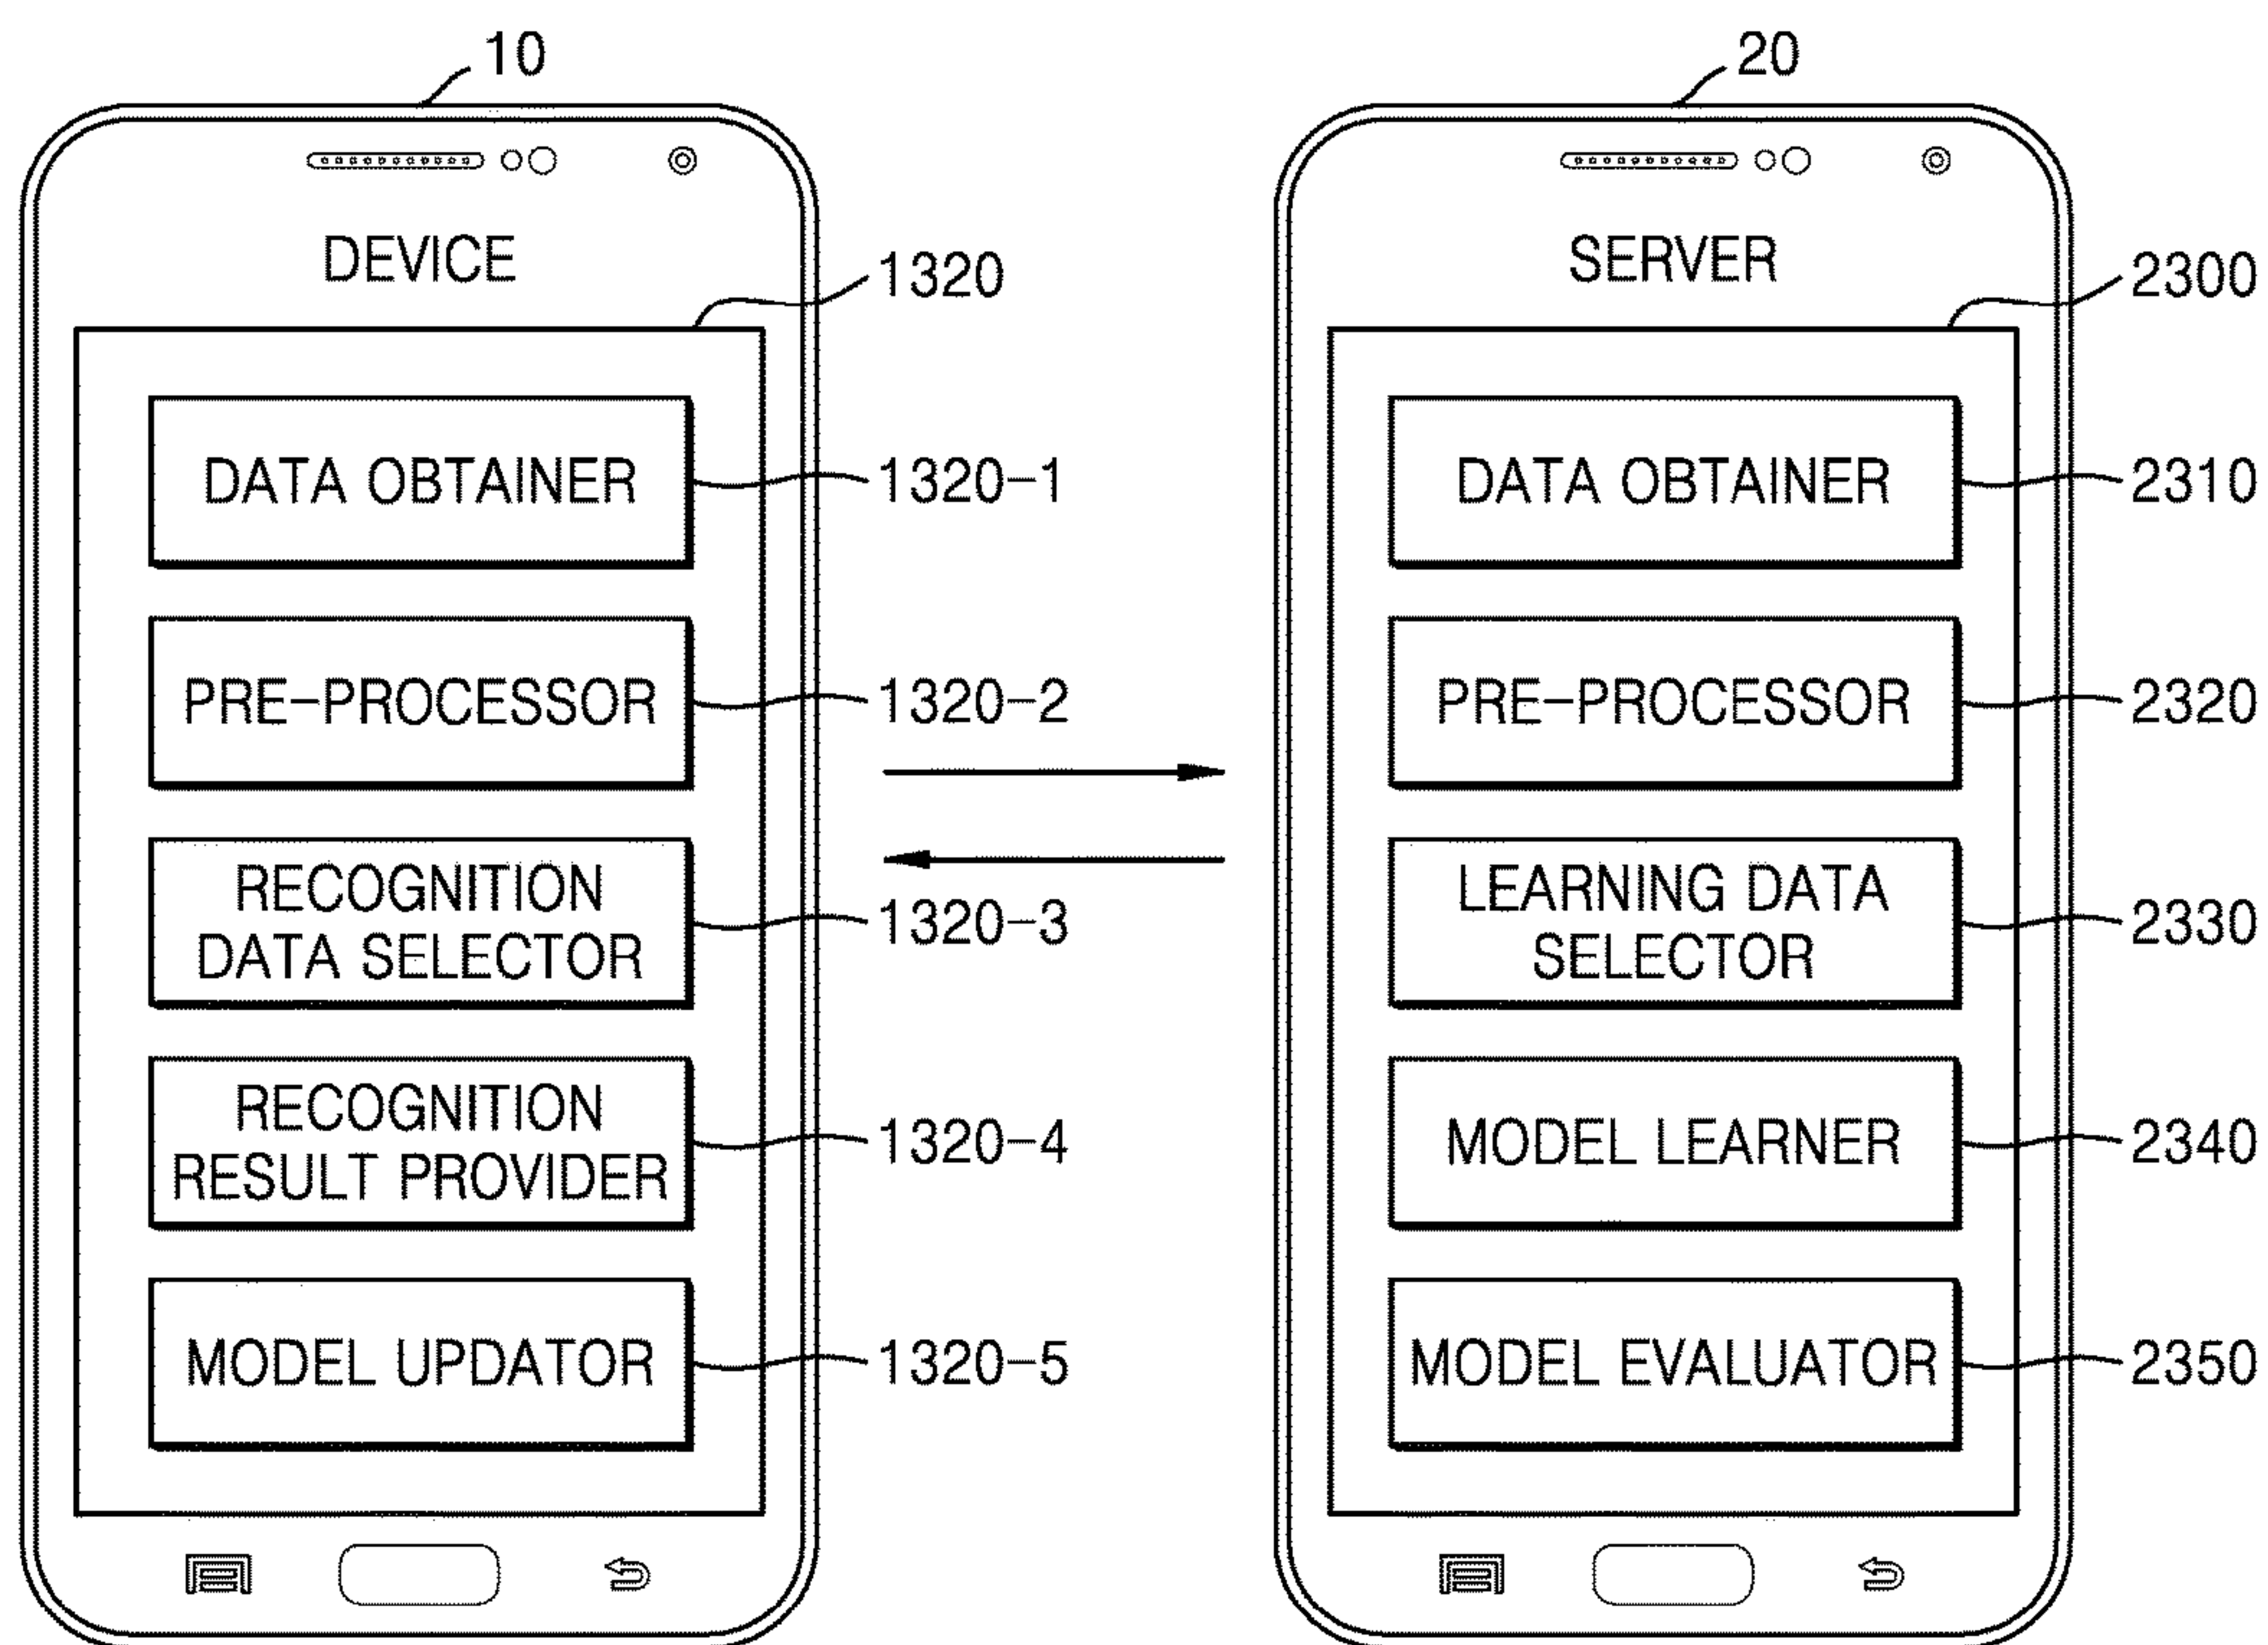 10
DEVICE
1320
DATA OBTAINER
1320-1
PRE-PROCESSOR
1320-2
RECOGNITION
DATA SELECTOR
1320-3
RECOGNITION
RESULT PROVIDER
1320-4
MODEL UPDATOR
1320-5
20
SERVER
2300
DATA OBTAINER
2310
PRE-PROCESSOR
2320
LEARNING DATA
SELECTOR
2330
MODEL LEARNER
2340
MODEL EVALUATOR
2350